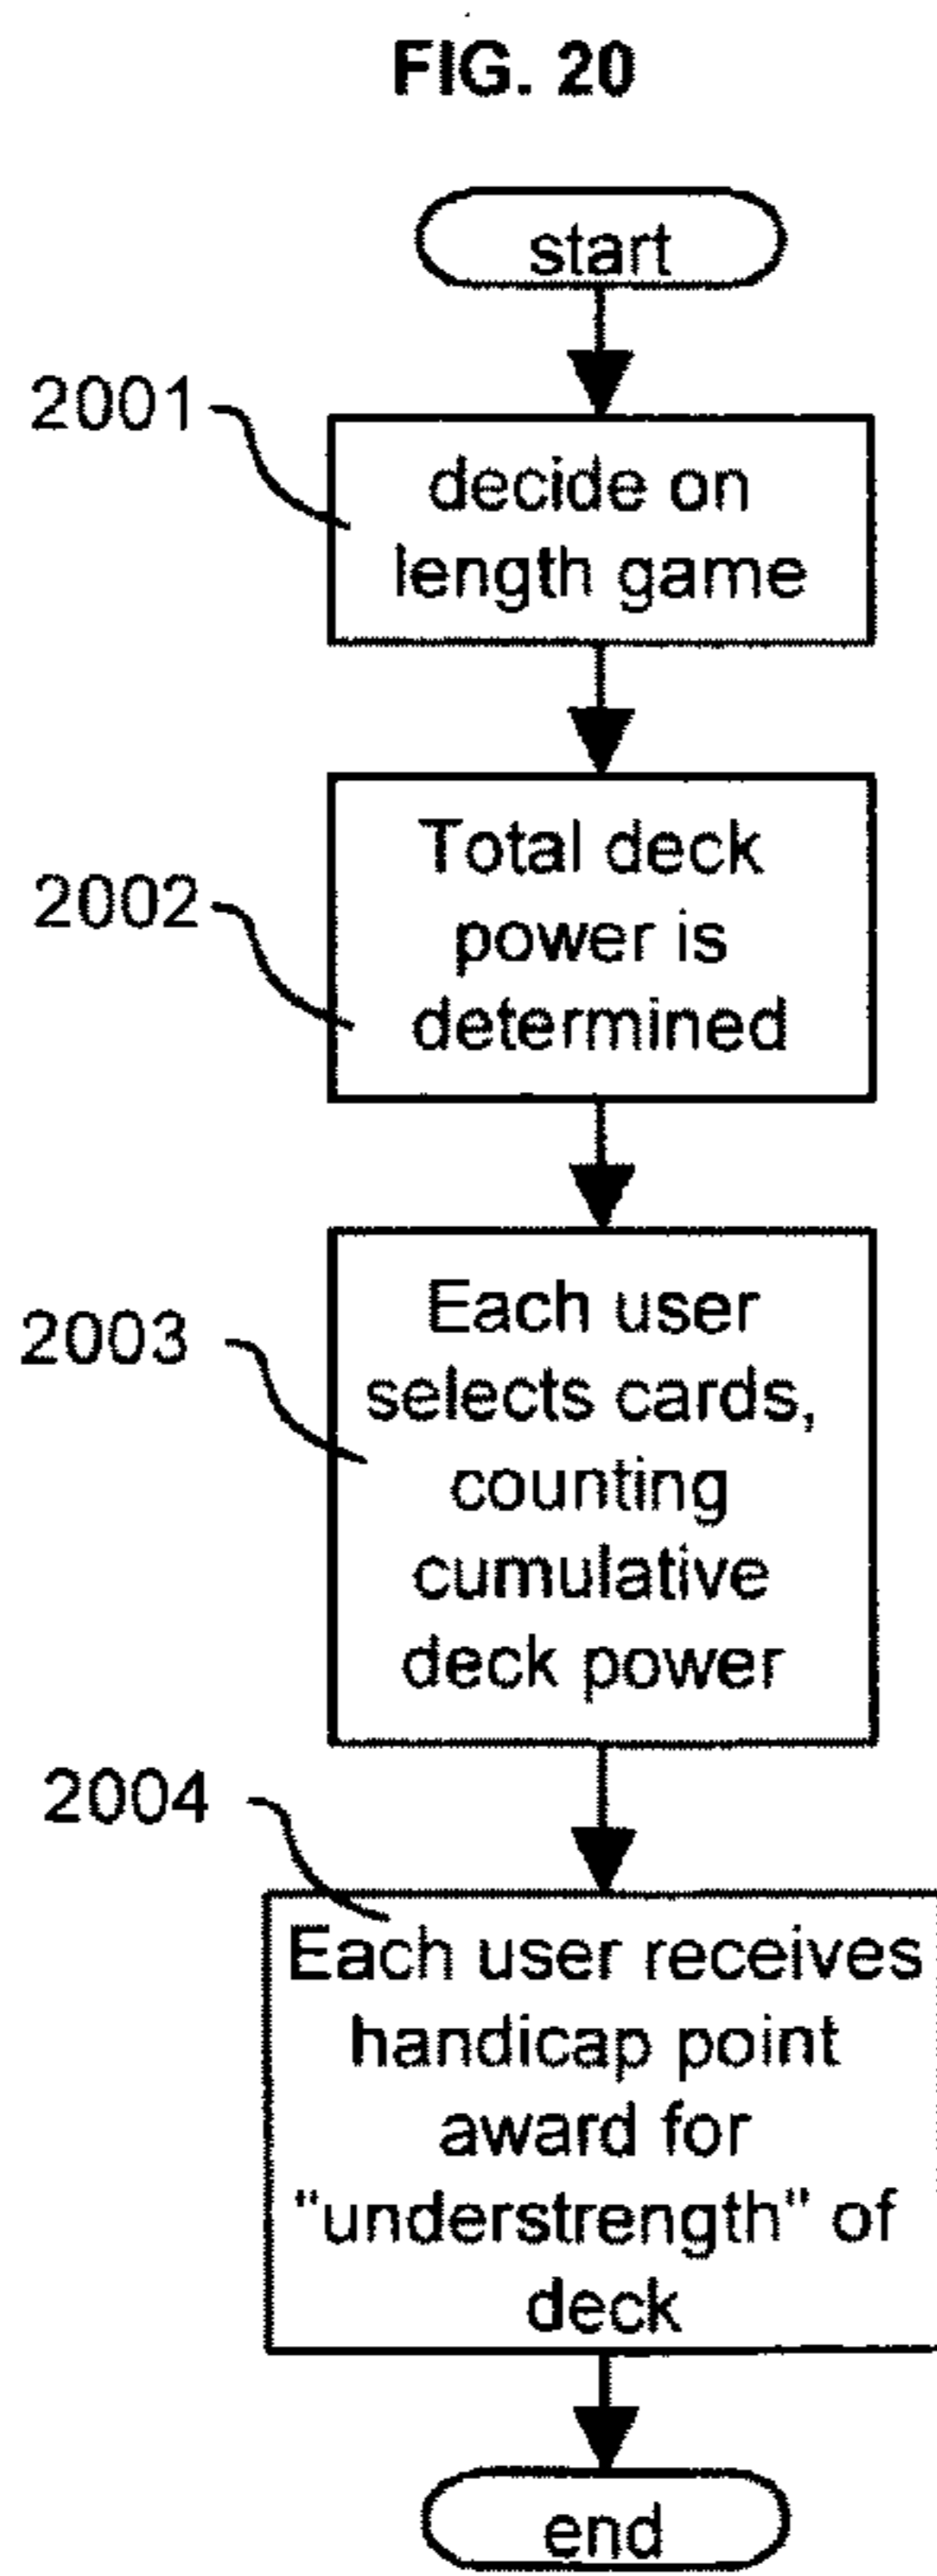 FIG. 20
start
2001
decide on
length game
2002
Total deck
power is
determined
2003
Each user
selects cards,
counting
cumulative
deck power
2004
Each user receives
handicap point
award for
"understrength" of
deck
end